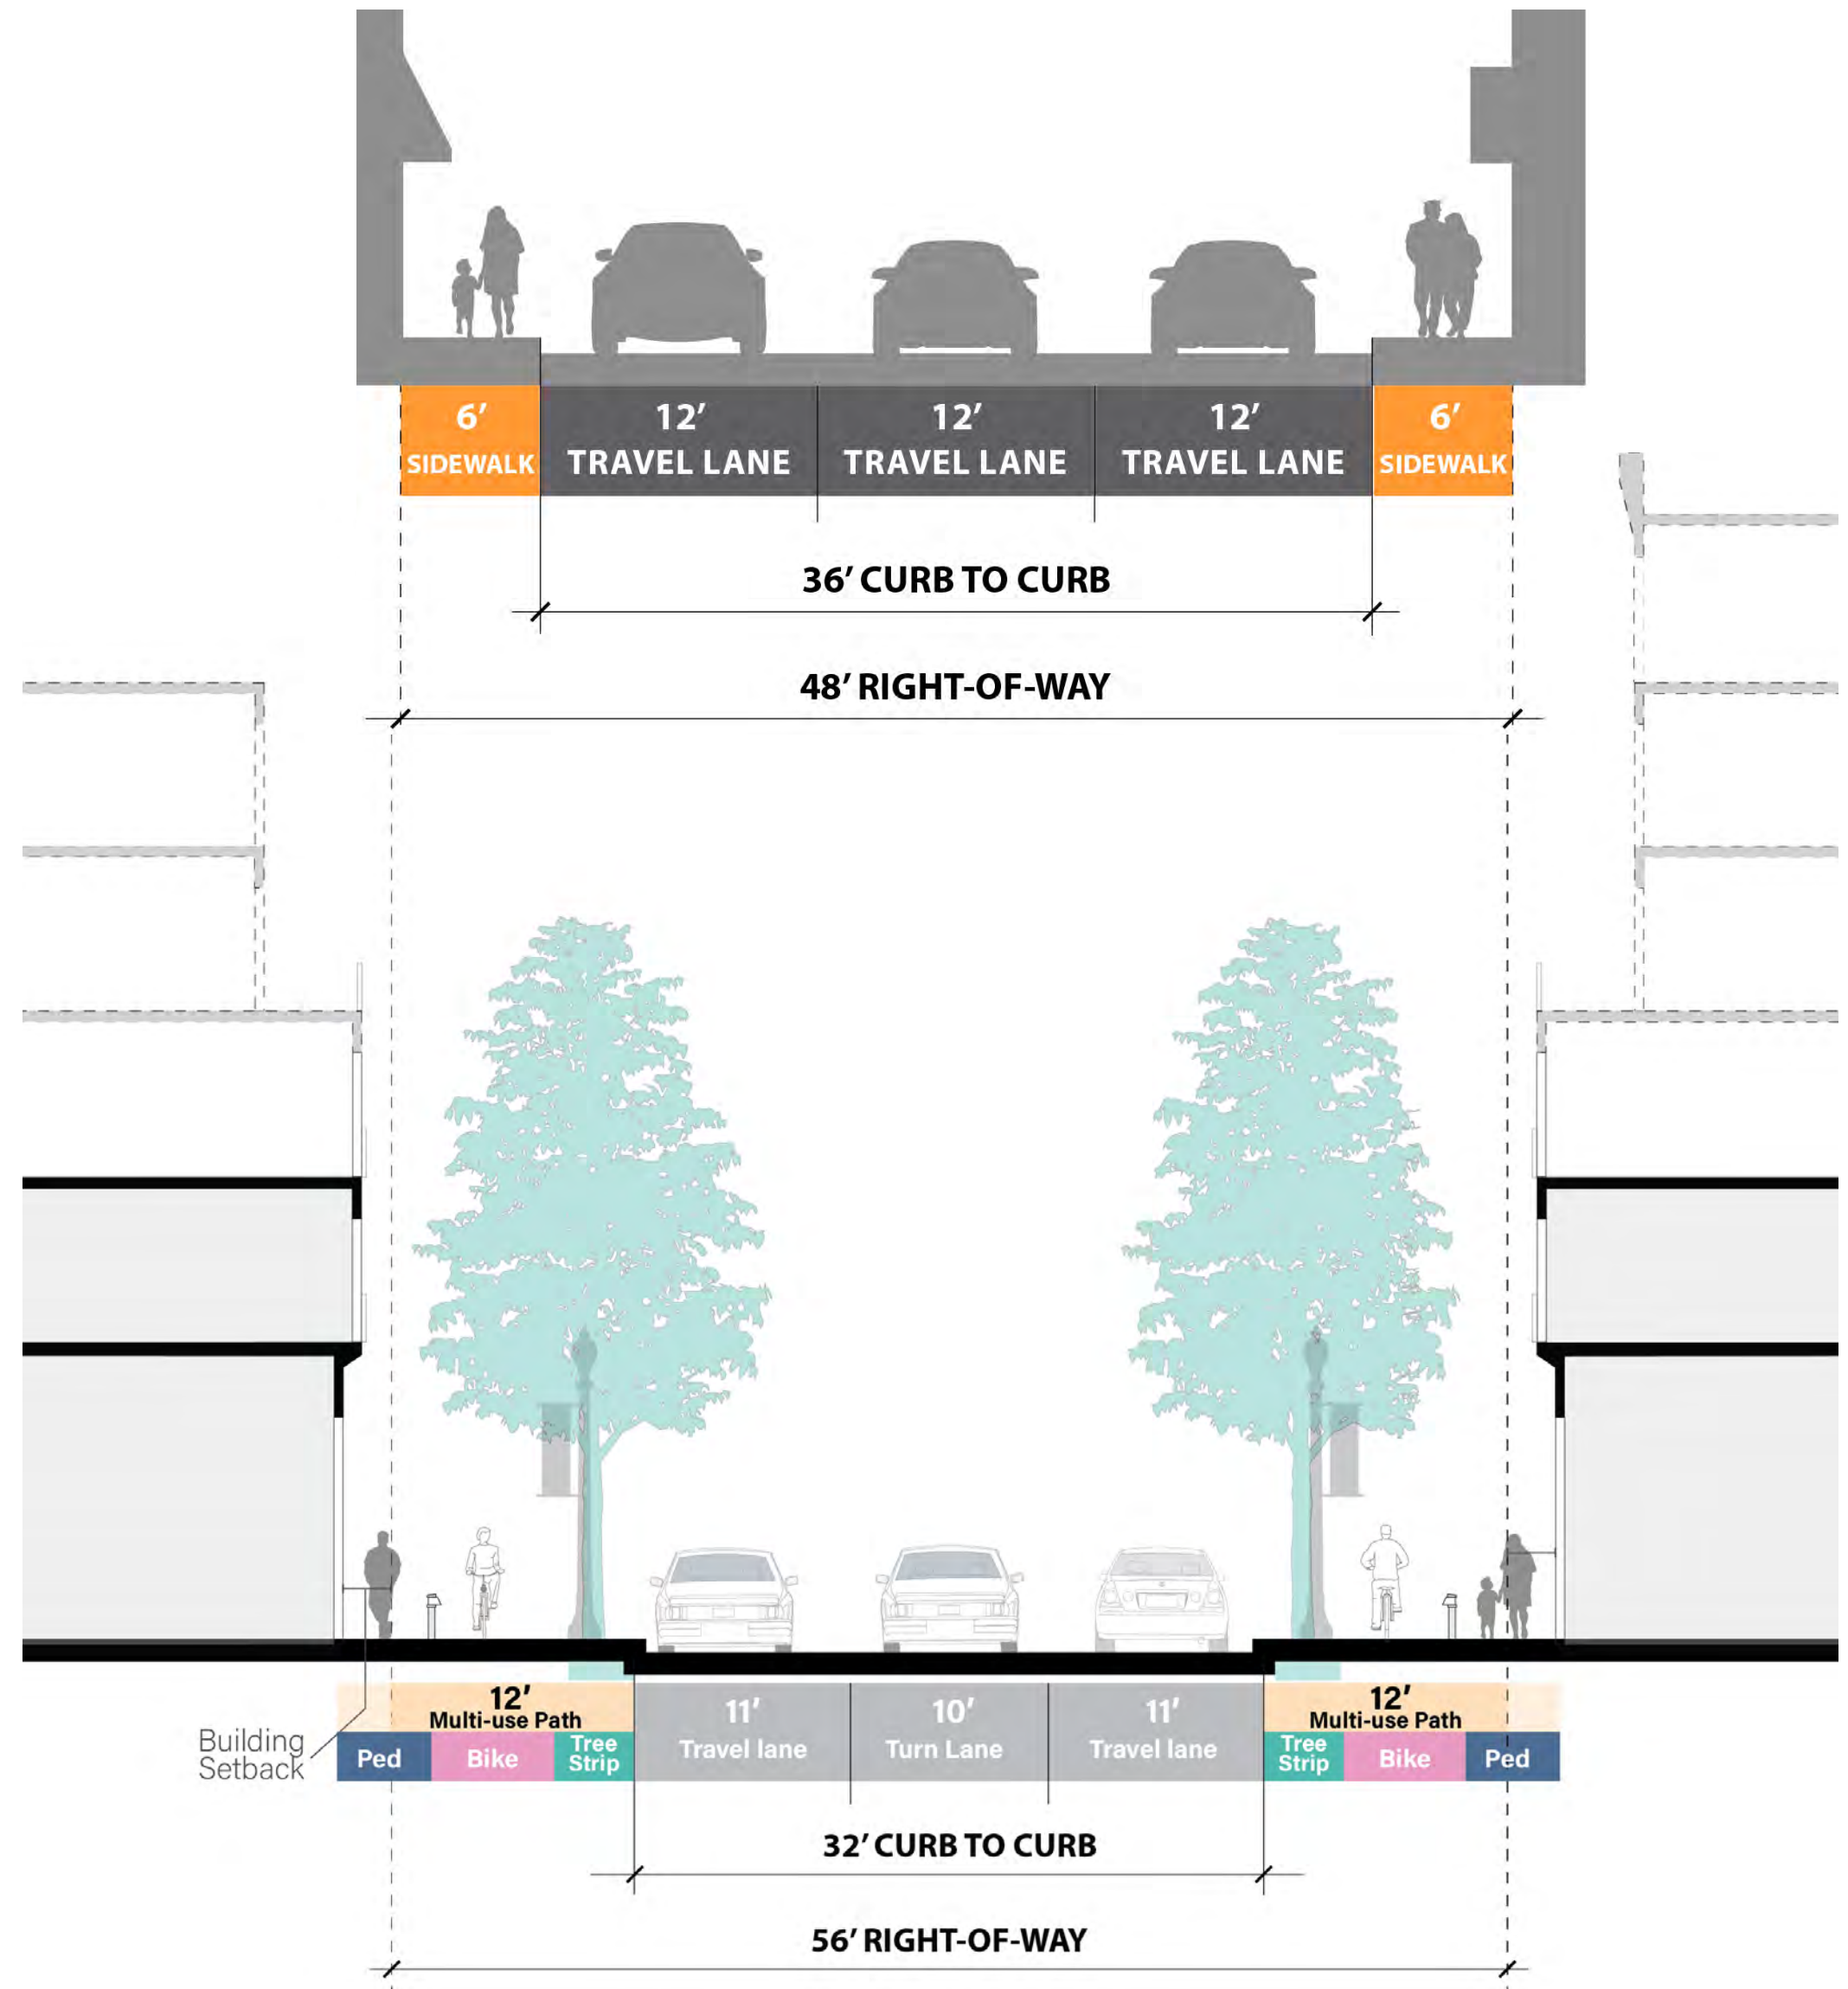 6′ 12′ 12′ 12′ 6′
SIDEWALK TRAVEL LANE TRAVEL LANE TRAVEL LANE SIDEWALK
36′ CURB TO CURB
48′ RIGHT-OF-WAY
12′ 11′ 10′ 11′ 12′
Multi-use Path Travel lane Turn Lane Travel lane Multi-use Path
Building
Setback
Ped
Bike
Tree
Strip
Tree
Strip
Bike
Ped
32′ CURB TO CURB
56′ RIGHT-OF-WAY